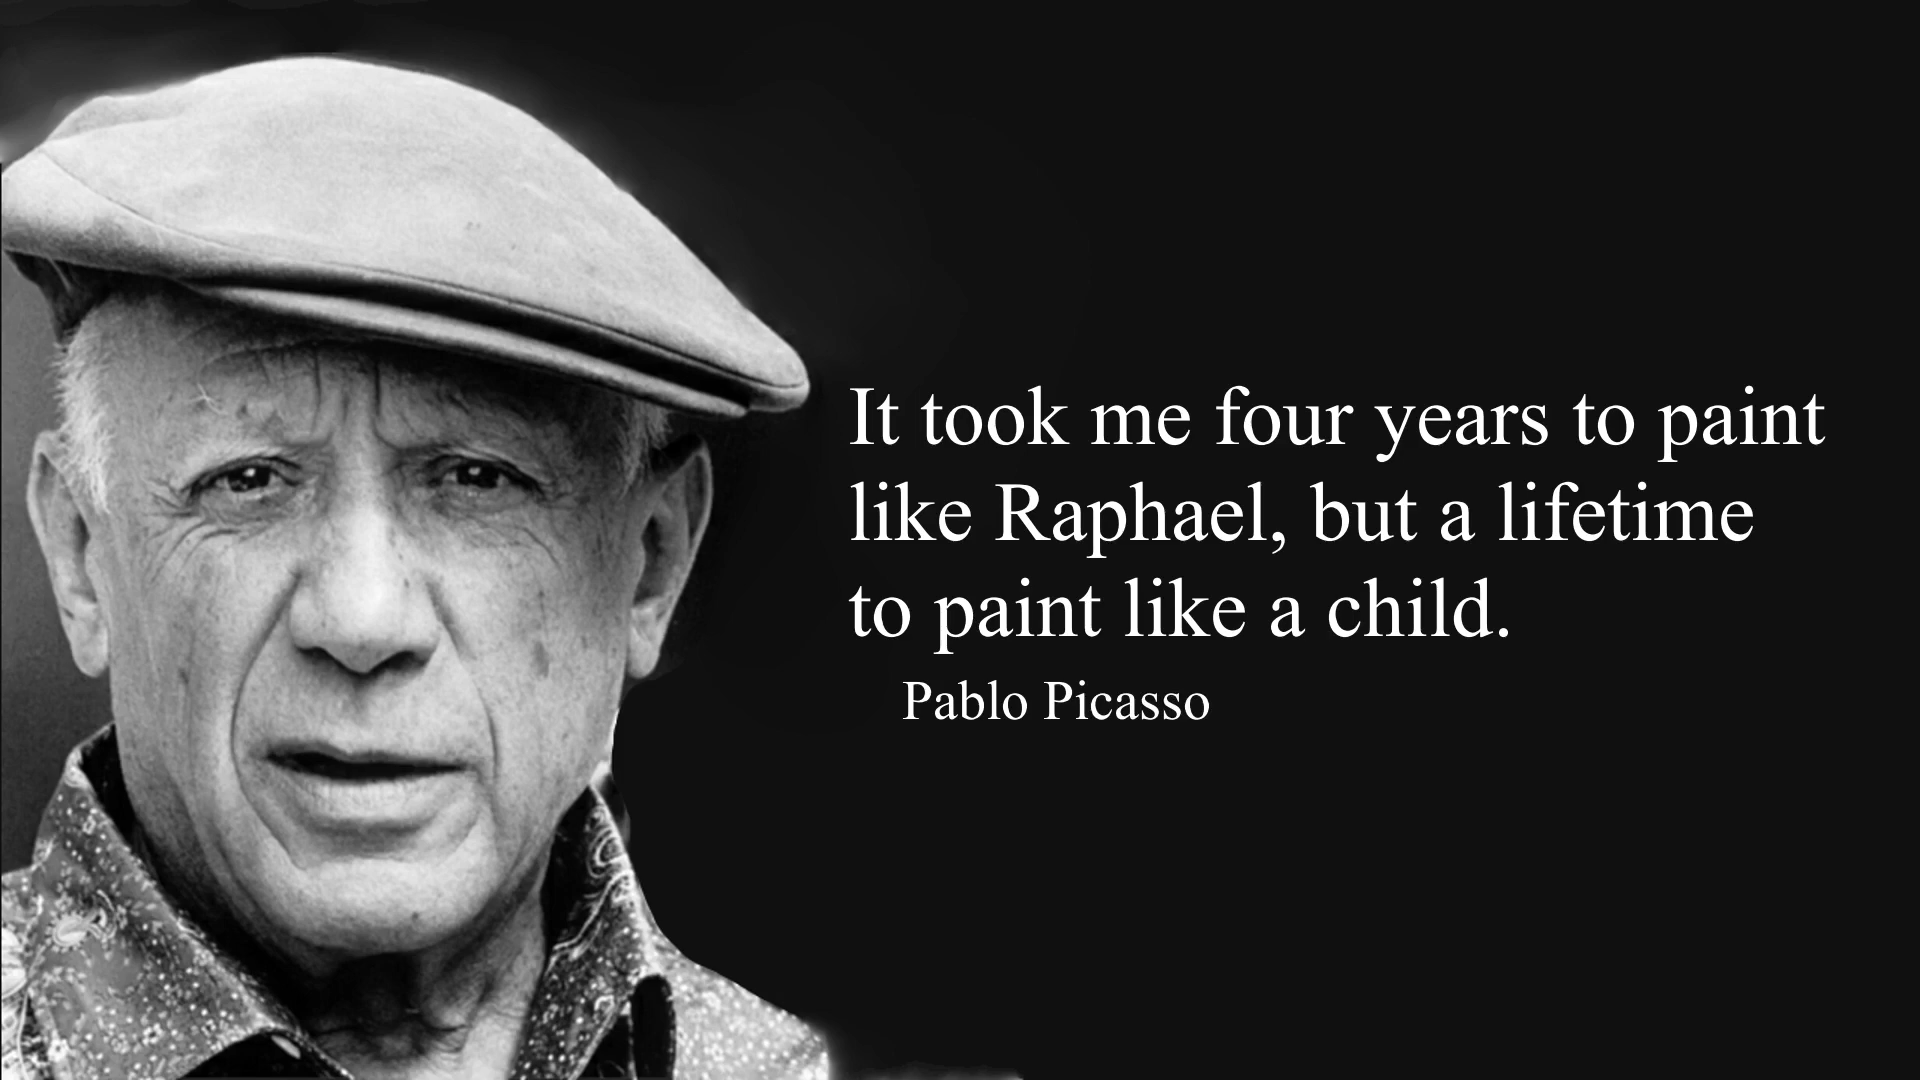 It took me four years to paint
like Raphael, but a lifetime
to paint like a child.
Pablo Picasso